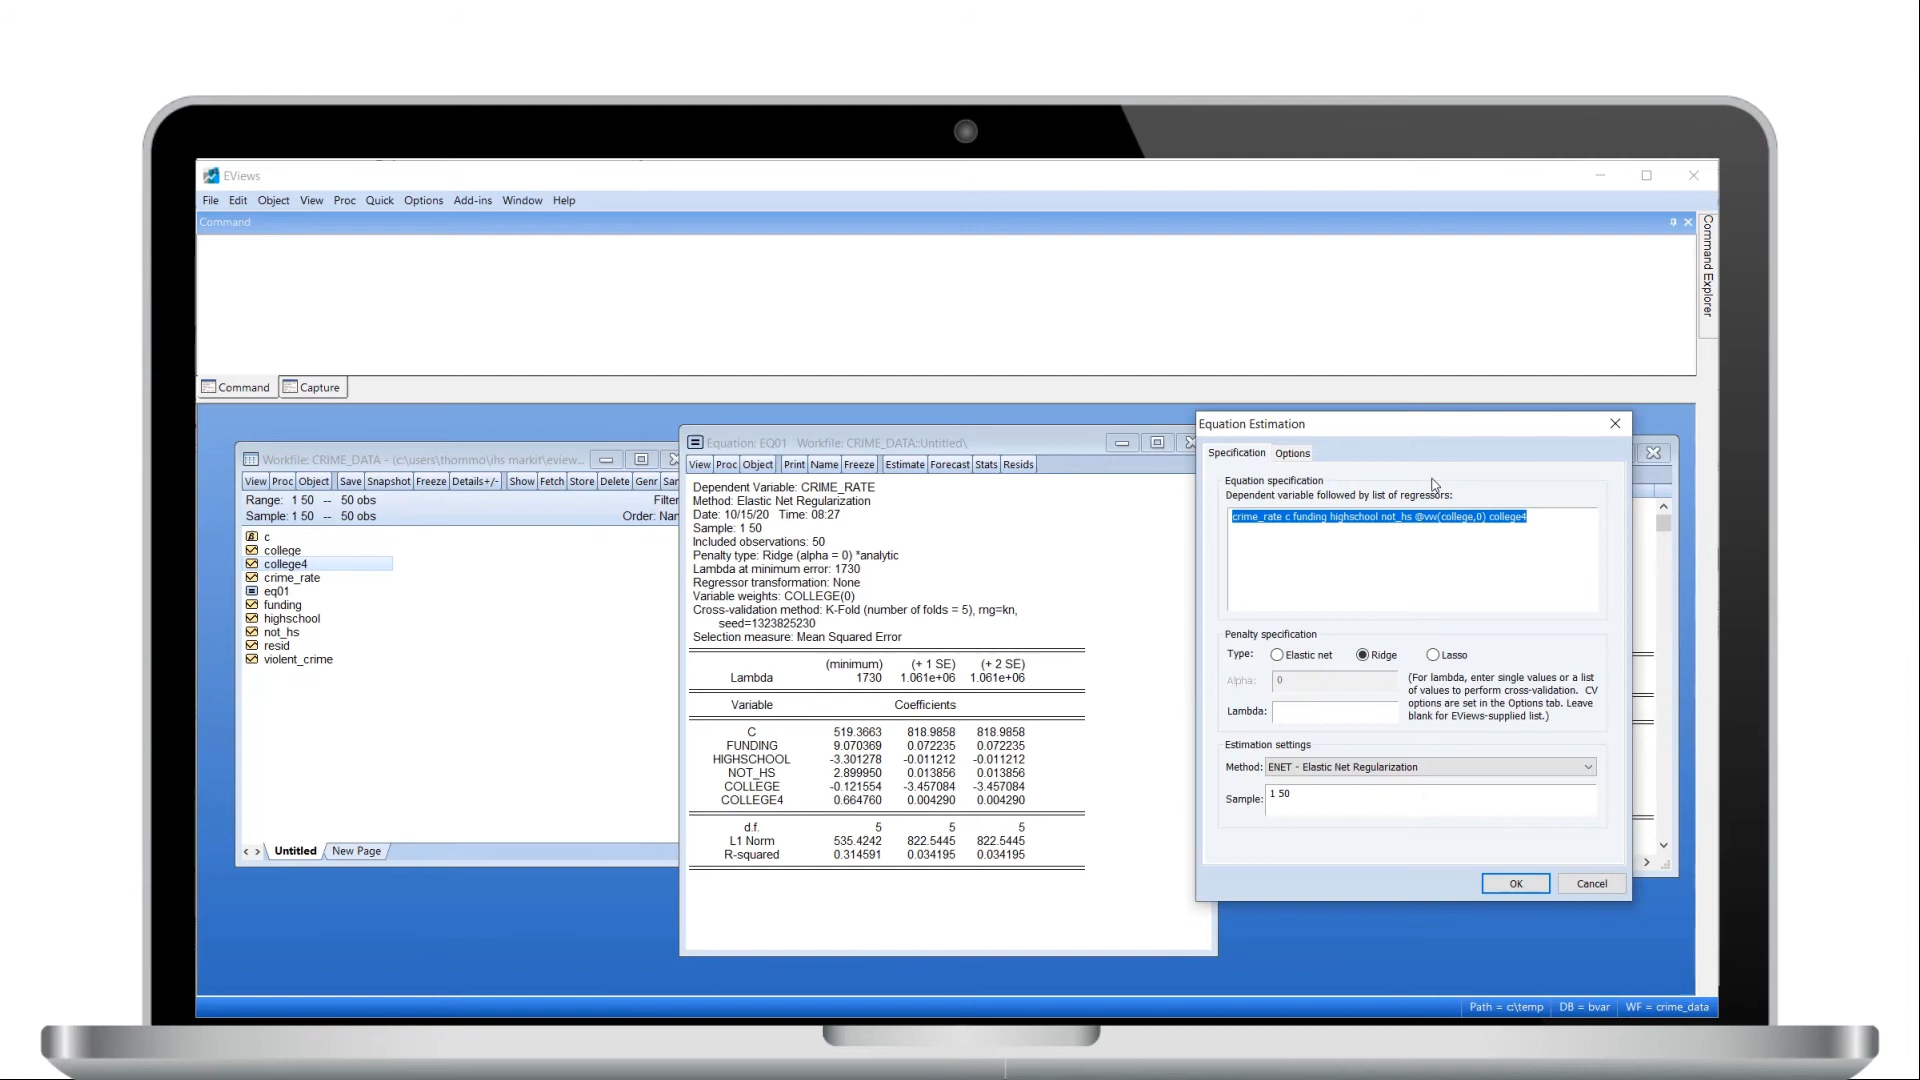 EViews
File Edit Object View Proc Quick Options Add-ins Window Help
Command
Command Explorer
Command Capture
Workfile: CRIME_DATA - (c:\users\thommo\ihs markit\eview...
View Proc Object Save Snapshot Freeze Details+/- Show Fetch Store Delete Genr Sam
Range: 1 50 -- 50 obs
Filter
Sample: 1 50 -- 50 obs
Order: Nam
c
college
college4
crime_rate
eq01
funding
highschool
not_hs
resid
violent_crime
Untitled New Page
Equation: EQ01 Workfile: CRIME_DATA::Untitled\
View Proc Object Print Name Freeze Estimate Forecast Stats Resids
Dependent Variable: CRIME_RATE
Method: Elastic Net Regularization
Date: 10/15/20 Time: 08:27
Sample: 1 50
Included observations: 50
Penalty type: Ridge (alpha = 0) *analytic
Lambda at minimum error: 1730
Regressor transformation: None
Variable weights: COLLEGE(0)
Cross-validation method: K-Fold (number of folds = 5), rng=kn,
seed=1323825230
Selection measure: Mean Squared Error
(minimum) (+ 1 SE) (+ 2 SE)
Lambda 1730 1.061e+06 1.061e+06
Variable Coefficients
C 519.3663 818.9858 818.9858
FUNDING 9.070369 0.072235 0.072235
HIGHSCHOOL -3.301278 -0.011212 -0.011212
NOT_HS 2.899950 0.013856 0.013856
COLLEGE -0.121554 -3.457084 -3.457084
COLLEGE4 0.664760 0.004290 0.004290
d.f. 5 5 5
L1 Norm 535.4242 822.5445 822.5445
R-squared 0.314591 0.034195 0.034195
Equation Estimation
Specification Options
Equation specification
Dependent variable followed by list of regressors:
crime_rate c funding highschool not_hs @vw(college,0) college4
Penalty specification
Type: Elastic net Ridge Lasso
Alpha: 0
Lambda:
(For lambda, enter single values or a list
of values to perform cross-validation. CV
options are set in the Options tab. Leave
blank for EViews-supplied list.)
Estimation settings
Method: ENET - Elastic Net Regularization
Sample: 1 50
OK Cancel
Path = c:\temp DB = bvar WF = crime_data